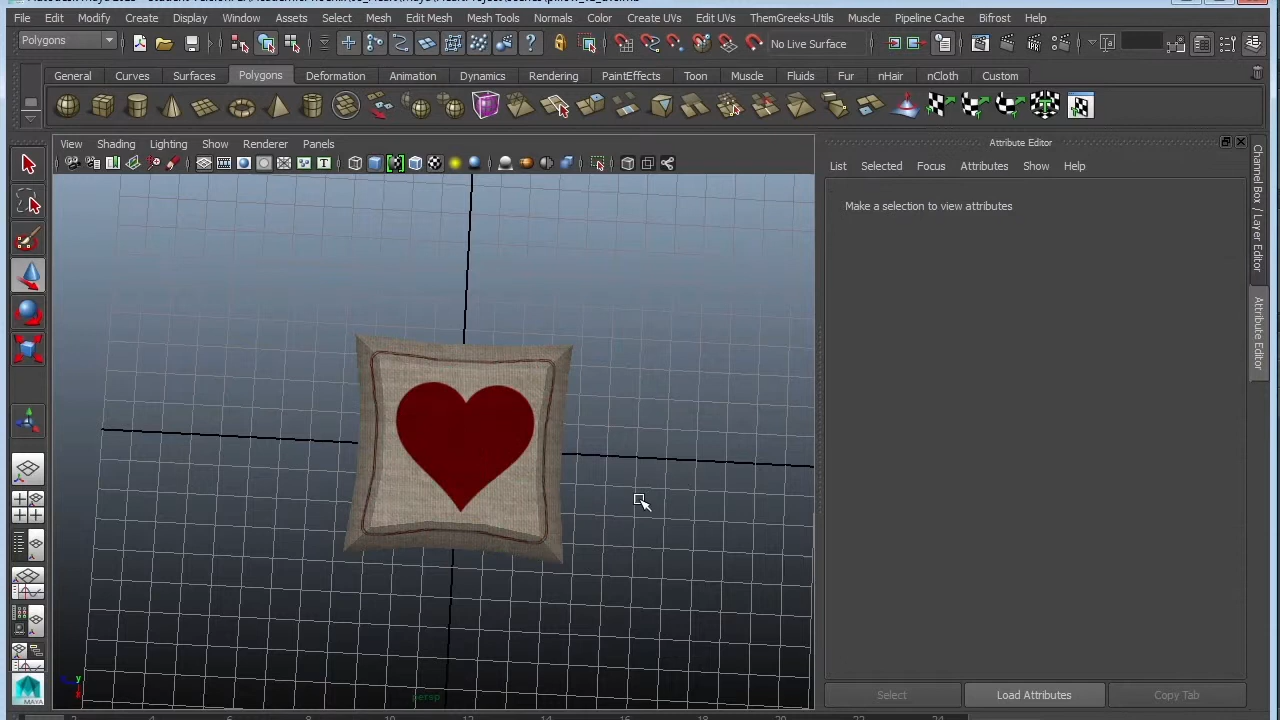 File Edit Modify Create Display Window Assets Select Mesh Edit Mesh Mesh Tools Normals Color Create UVs Edit UVs ThemGreeks-Utils Muscle Pipeline Cache Bifrost Help
Polygons
No Live Surface
General Curves Surfaces Polygons Deformation Animation Dynamics Rendering PaintEffects Toon Muscle Fluids Fur nHair nCloth Custom
View Shading Lighting Show Renderer Panels
Attribute Editor
List Selected Focus Attributes Show Help
Make a selection to view attributes
Channel Box / Layer Editor
Attribute Editor
persp
y
MAYA
Select Load Attributes Copy Tab